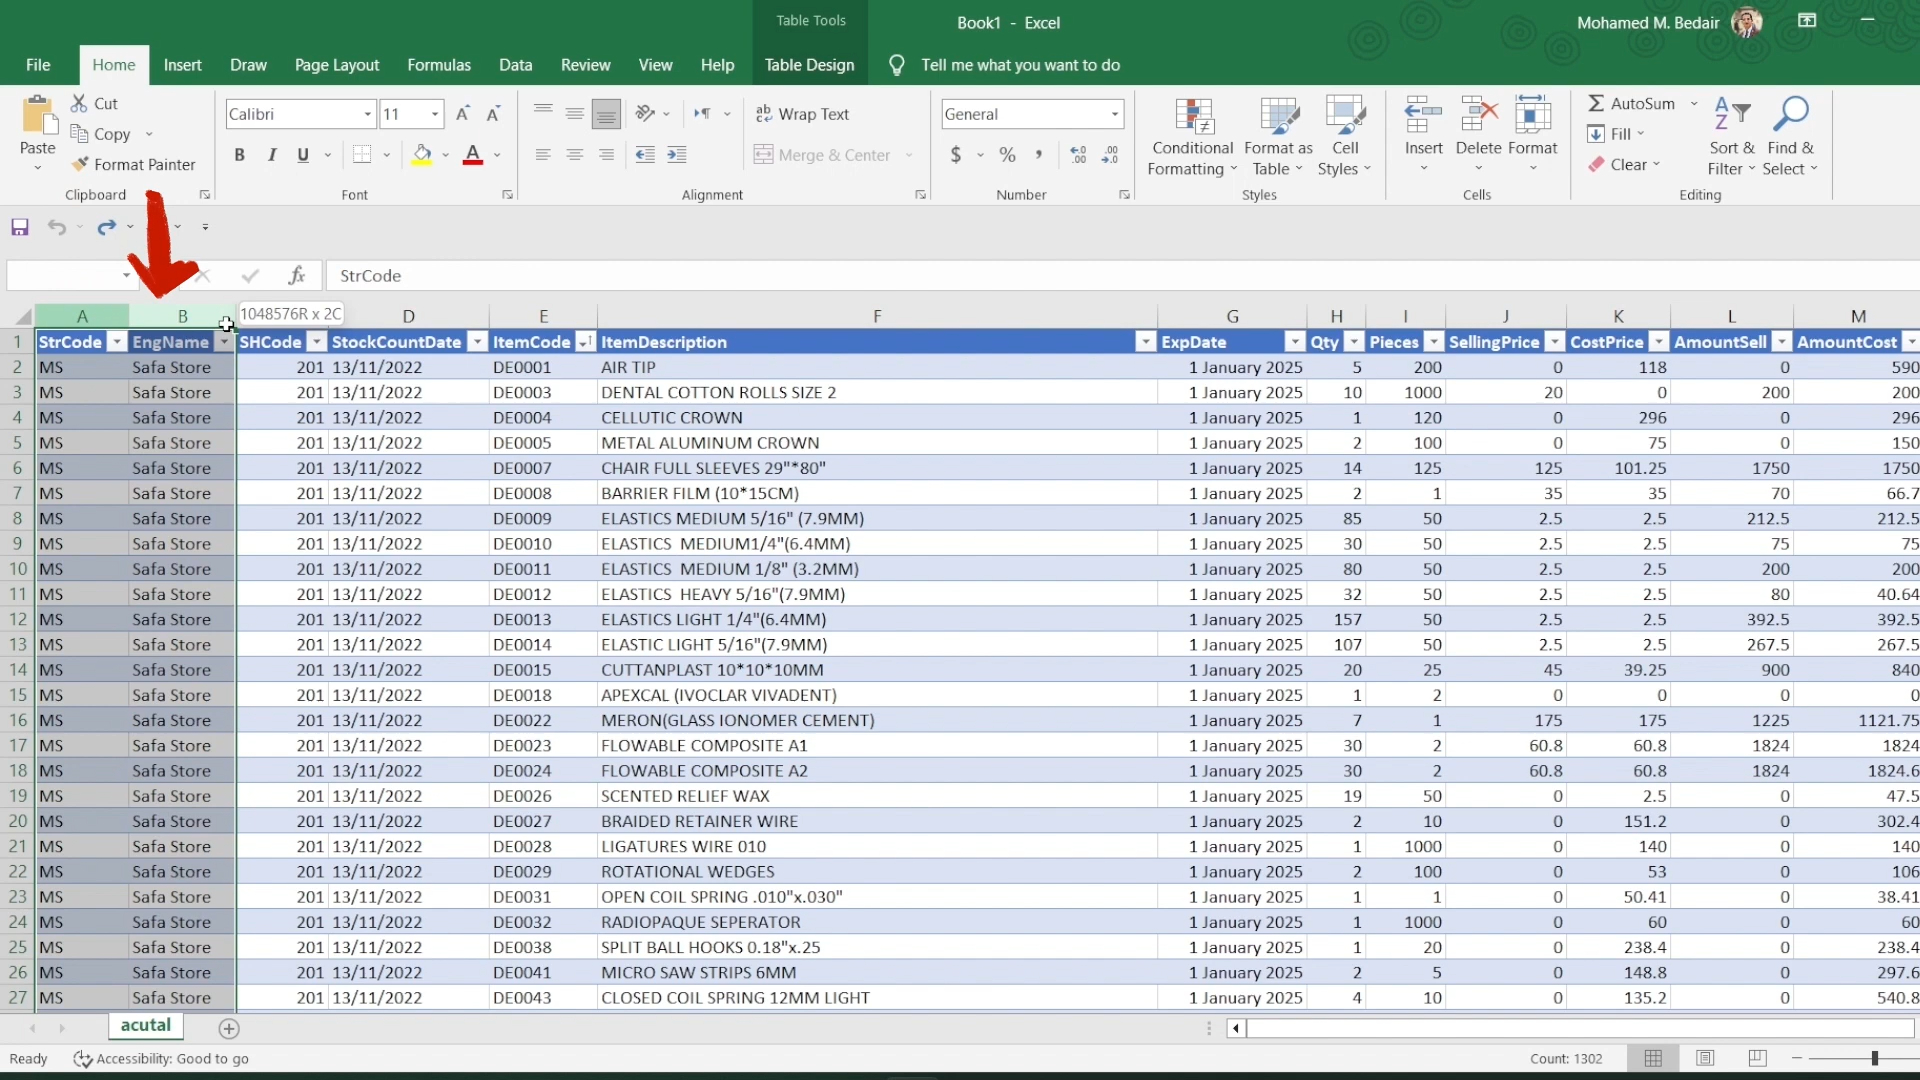 Table Tools
Book1 - Excel
Mohamed M. Bedair
File Home Insert Draw Page Layout Formulas Data Review View Help Table Design Tell me what you want to do
Cut
Copy
Format Painter
Paste
Clipboard
Calibri 11
B I U A
Font
Wrap Text
Merge & Center
Alignment
General
$ % ,
Number
Conditional Formatting
Format as Table
Cell Styles
Styles
Insert Delete Format
Cells
AutoSum
Fill
Clear
Sort & Filter
Find & Select
Editing
fx StrCode
A B 1048576R x 2C D E F G H I J K L M
1 StrCode EngName SHCode StockCountDate ItemCode ItemDescription ExpDate Qty Pieces SellingPrice CostPrice AmountSell AmountCost
2 MS Safa Store 201 13/11/2022 DE0001 AIR TIP 1 January 2025 5 200 0 118 0 590
3 MS Safa Store 201 13/11/2022 DE0003 DENTAL COTTON ROLLS SIZE 2 1 January 2025 10 1000 20 0 200 200
4 MS Safa Store 201 13/11/2022 DE0004 CELLUTIC CROWN 1 January 2025 1 120 0 296 0 296
5 MS Safa Store 201 13/11/2022 DE0005 METAL ALUMINUM CROWN 1 January 2025 2 100 0 75 0 150
6 MS Safa Store 201 13/11/2022 DE0007 CHAIR FULL SLEEVES 29"*80" 1 January 2025 14 125 125 101.25 1750 1750
7 MS Safa Store 201 13/11/2022 DE0008 BARRIER FILM (10*15CM) 1 January 2025 2 1 35 35 70 66.7
8 MS Safa Store 201 13/11/2022 DE0009 ELASTICS MEDIUM 5/16" (7.9MM) 1 January 2025 85 50 2.5 2.5 212.5 212.5
9 MS Safa Store 201 13/11/2022 DE0010 ELASTICS MEDIUM1/4"(6.4MM) 1 January 2025 30 50 2.5 2.5 75 75
10 MS Safa Store 201 13/11/2022 DE0011 ELASTICS MEDIUM 1/8" (3.2MM) 1 January 2025 80 50 2.5 2.5 200 200
11 MS Safa Store 201 13/11/2022 DE0012 ELASTICS HEAVY 5/16"(7.9MM) 1 January 2025 32 50 2.5 2.5 80 40.64
12 MS Safa Store 201 13/11/2022 DE0013 ELASTICS LIGHT 1/4"(6.4MM) 1 January 2025 157 50 2.5 2.5 392.5 392.5
13 MS Safa Store 201 13/11/2022 DE0014 ELASTIC LIGHT 5/16"(7.9MM) 1 January 2025 107 50 2.5 2.5 267.5 267.5
14 MS Safa Store 201 13/11/2022 DE0015 CUTTANPLAST 10*10*10MM 1 January 2025 20 25 45 39.25 900 840
15 MS Safa Store 201 13/11/2022 DE0018 APEXCAL (IVOCLAR VIVADENT) 1 January 2025 1 2 0 0 0 0
16 MS Safa Store 201 13/11/2022 DE0022 MERON(GLASS IONOMER CEMENT) 1 January 2025 7 1 175 175 1225 1121.75
17 MS Safa Store 201 13/11/2022 DE0023 FLOWABLE COMPOSITE A1 1 January 2025 30 2 60.8 60.8 1824 1824
18 MS Safa Store 201 13/11/2022 DE0024 FLOWABLE COMPOSITE A2 1 January 2025 30 2 60.8 60.8 1824 1824.6
19 MS Safa Store 201 13/11/2022 DE0026 SCENTED RELIEF WAX 1 January 2025 19 50 0 2.5 0 47.5
20 MS Safa Store 201 13/11/2022 DE0027 BRAIDED RETAINER WIRE 1 January 2025 2 10 0 151.2 0 302.4
21 MS Safa Store 201 13/11/2022 DE0028 LIGATURES WIRE 010 1 January 2025 1 1000 0 140 0 140
22 MS Safa Store 201 13/11/2022 DE0029 ROTATIONAL WEDGES 1 January 2025 2 100 0 53 0 106
23 MS Safa Store 201 13/11/2022 DE0031 OPEN COIL SPRING .010"x.030" 1 January 2025 1 1 0 50.41 0 38.41
24 MS Safa Store 201 13/11/2022 DE0032 RADIOPAQUE SEPERATOR 1 January 2025 1 1000 0 60 0 60
25 MS Safa Store 201 13/11/2022 DE0038 SPLIT BALL HOOKS 0.18"x.25 1 January 2025 1 20 0 238.4 0 238.4
26 MS Safa Store 201 13/11/2022 DE0041 MICRO SAW STRIPS 6MM 1 January 2025 2 5 0 148.8 0 297.6
27 MS Safa Store 201 13/11/2022 DE0043 CLOSED COIL SPRING 12MM LIGHT 1 January 2025 4 10 0 135.2 0 540.8
acutal
Ready Accessibility: Good to go Count: 1302